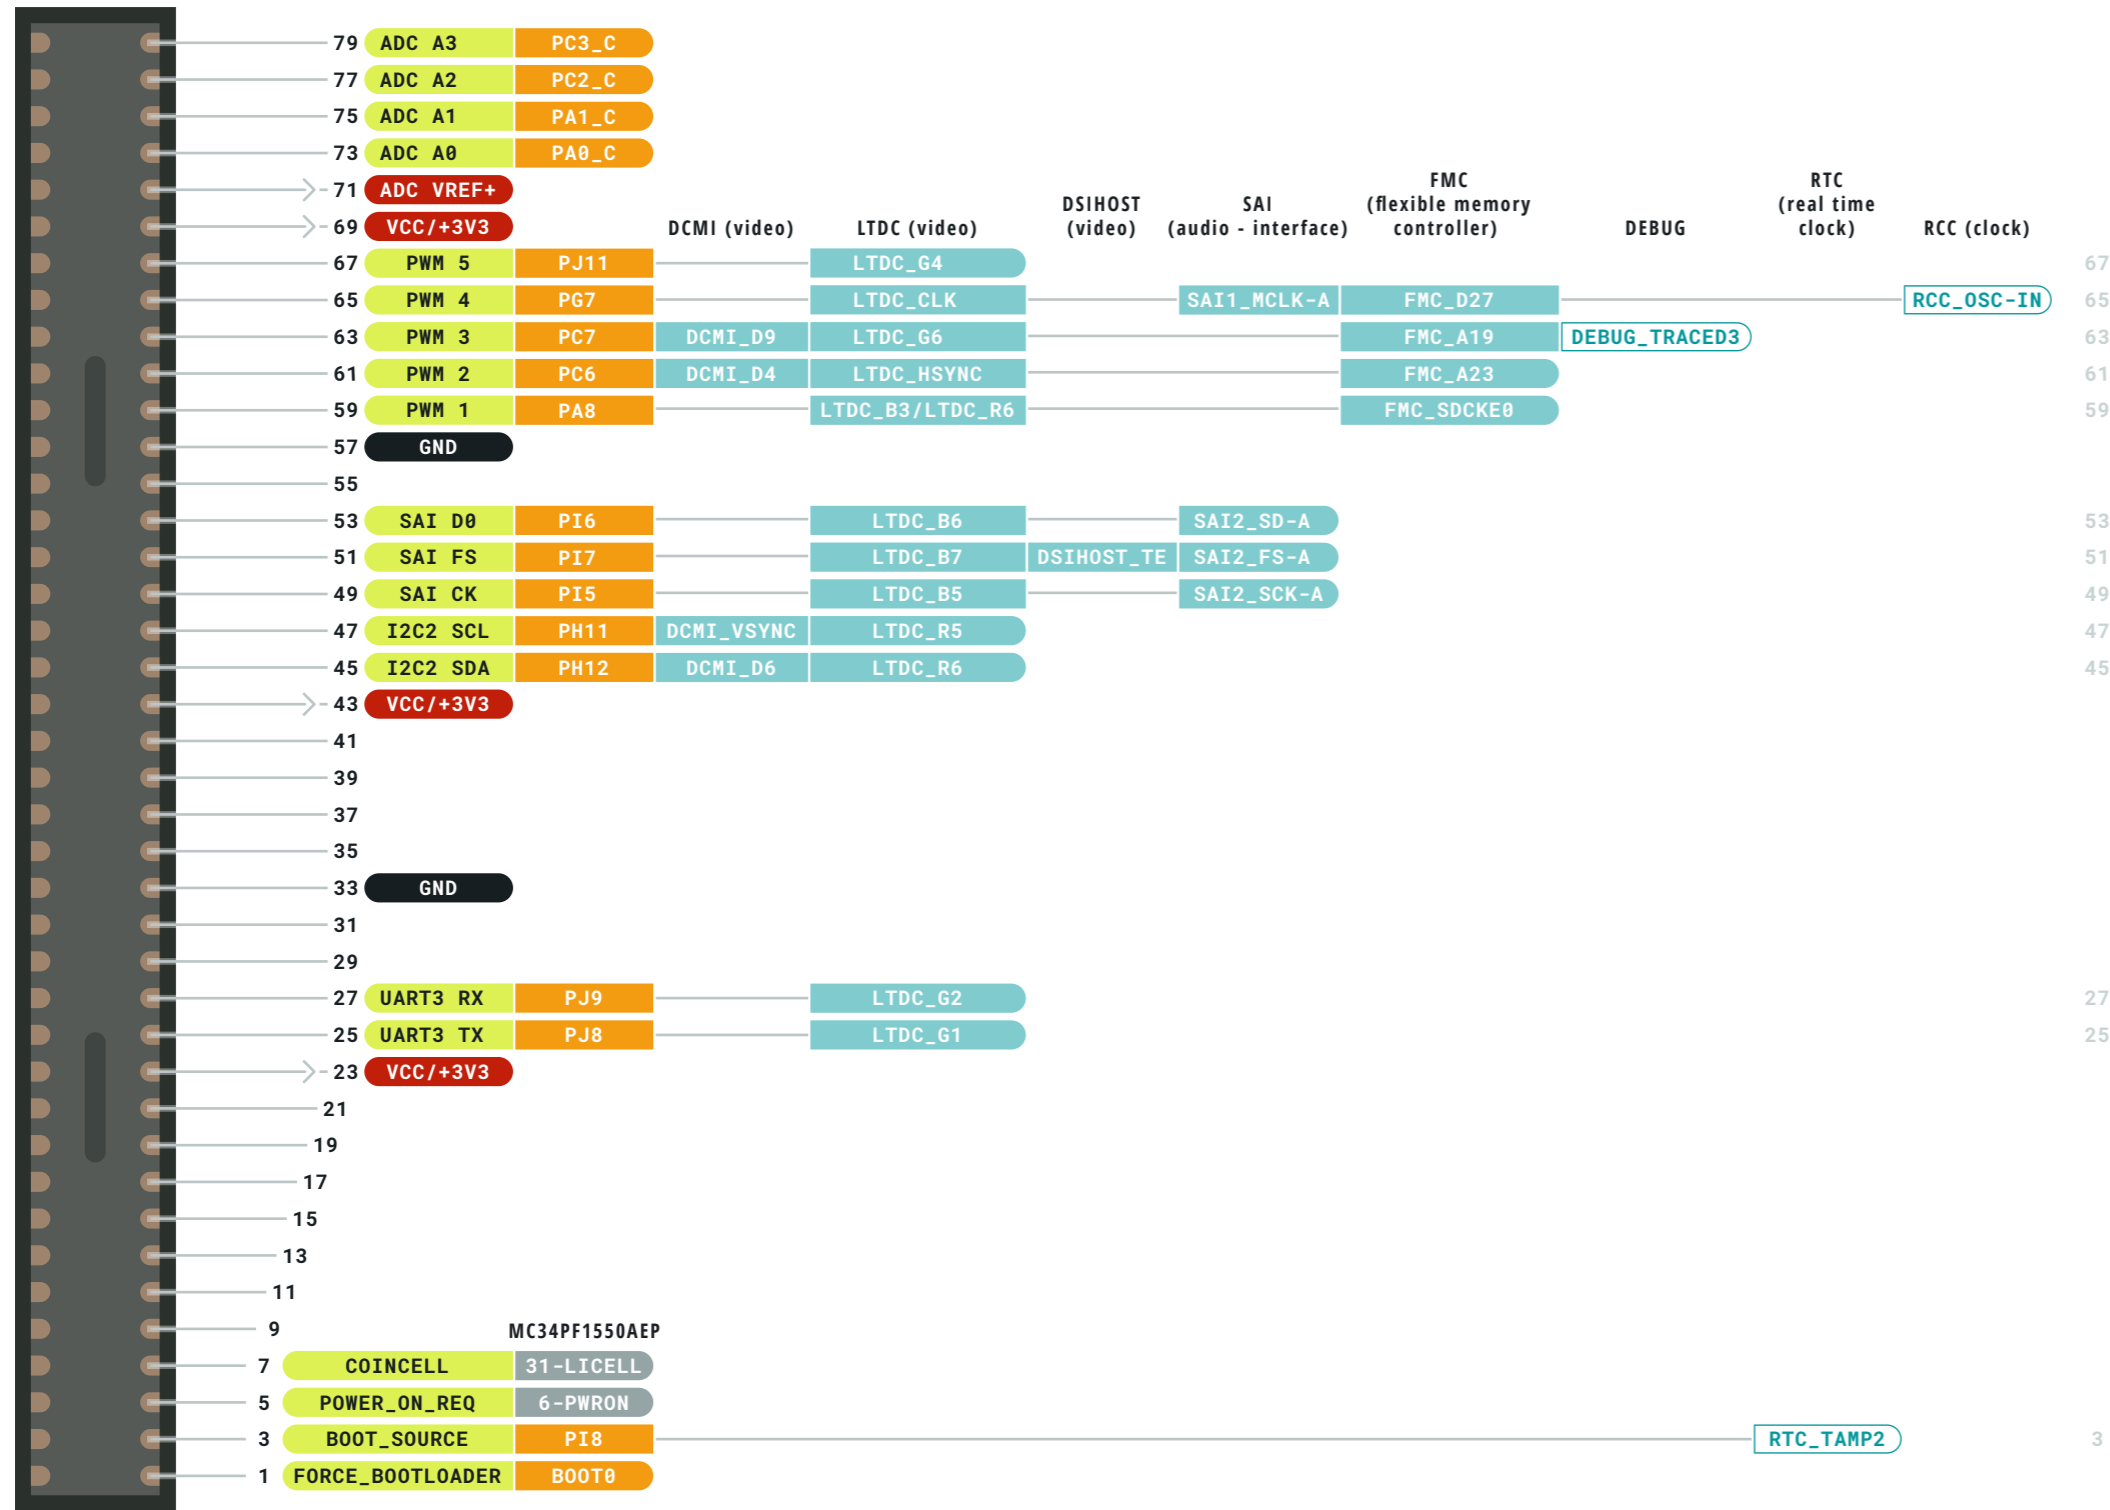 79 ADC A3 PC3_C
77 ADC A2 PC2_C
75 ADC A1 PA1_C
73 ADC A0 PA0_C
71 ADC VREF+
FMC
(flexible memory
controller)
RTC
(real time
clock)
DSIHOST
(video)
SAI
(audio - interface)
69 VCC/+3V3
DCMI (video)
LTDC (video)
DEBUG
RCC (clock)
67 PWM 5 PJ11 LTDC_G4 67
65 PWM 4 PG7 LTDC_CLK SAI1_MCLK-A FMC_D27 RCC_OSC-IN 65
63 PWM 3 PC7 DCMI_D9 LTDC_G6 FMC_A19 DEBUG_TRACED3 63
61 PWM 2 PC6 DCMI_D4 LTDC_HSYNC FMC_A23 61
59 PWM 1 PA8 LTDC_B3/LTDC_R6 FMC_SDCKE0 59
57 GND
55
53 SAI D0 PI6 LTDC_B6 SAI2_SD-A 53
51 SAI FS PI7 LTDC_B7 DSIHOST_TE SAI2_FS-A 51
49 SAI CK PI5 LTDC_B5 SAI2_SCK-A 49
47 I2C2 SCL PH11 DCMI_VSYNC LTDC_R5 47
45 I2C2 SDA PH12 DCMI_D6 LTDC_R6 45
43 VCC/+3V3
41
39
37
35
33 GND
31
29
27 UART3 RX PJ9 LTDC_G2 27
25 UART3 TX PJ8 LTDC_G1 25
23 VCC/+3V3
21
19
17
15
13
11
9
MC34PF1550AEP
7 COINCELL 31-LICELL
5 POWER_ON_REQ 6-PWRON
3 BOOT_SOURCE PI8 RTC_TAMP2 3
1 FORCE_BOOTLOADER BOOT0